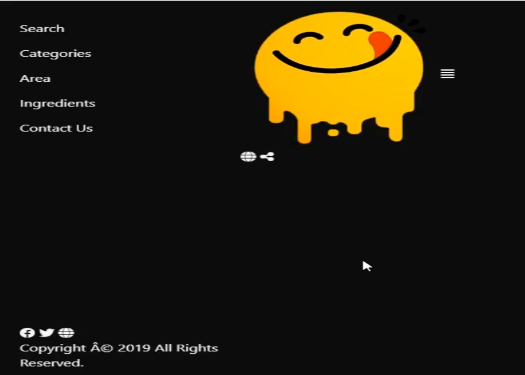 Search
Categories
Area
Ingredients
Contact Us
Copyright Â© 2019 All Rights
Reserved.